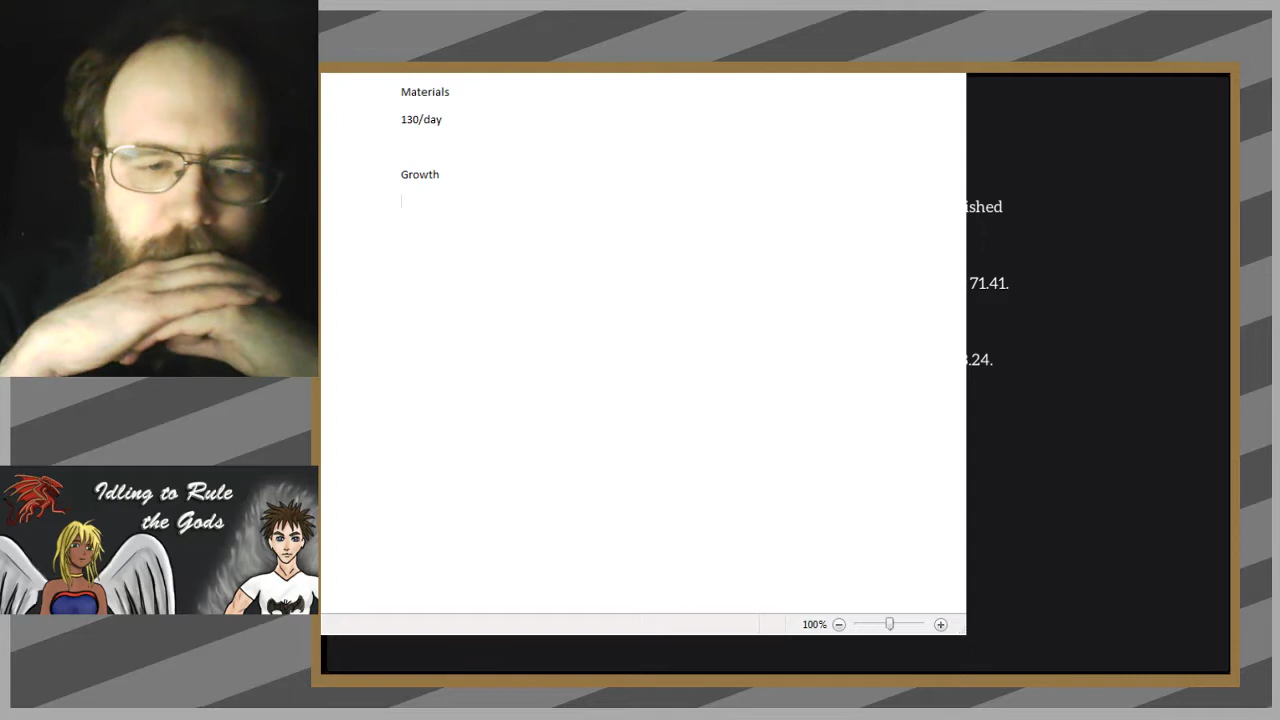 Materials
130/day
Growth
ished
71.41.
.24.
Idling to Rule
the Gods
100%